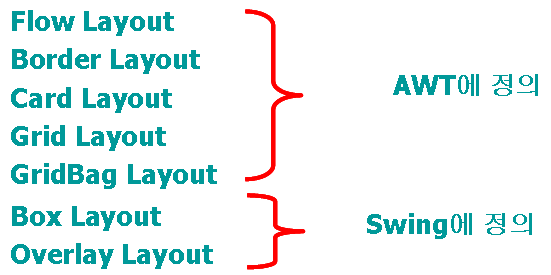 Flow Layout
Border Layout
Card Layout
Grid Layout
GridBag Layout
AWT에 정의
Box Layout
Overlay Layout
Swing에 정의